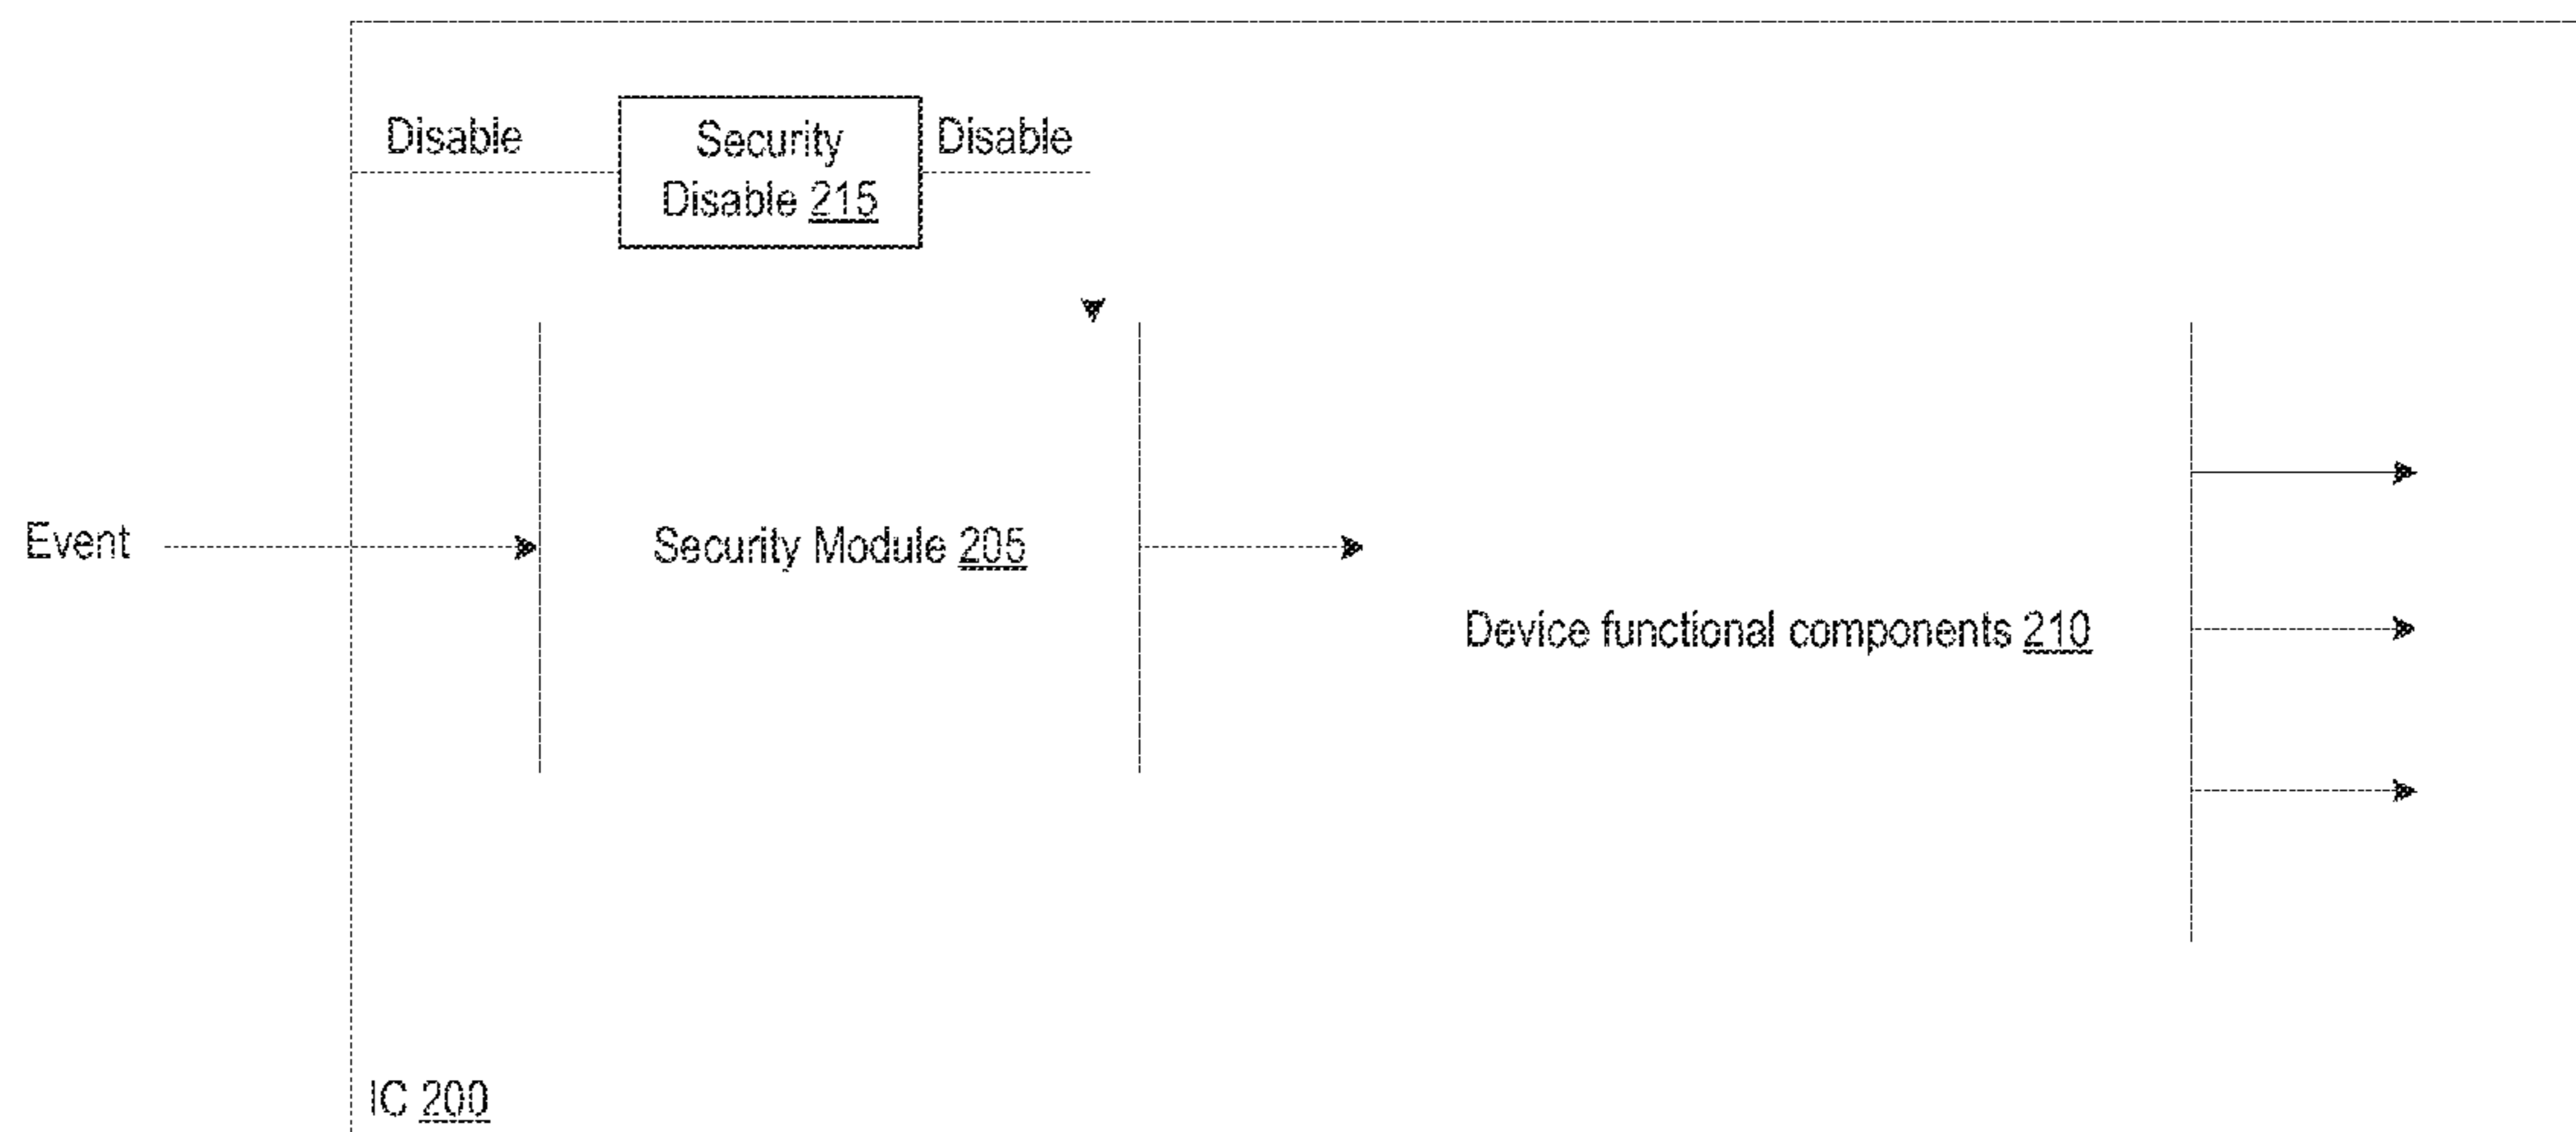 Disable
Security
Disable 215
Disable
Event
Security Module 205
Device functional components 210
IC 200